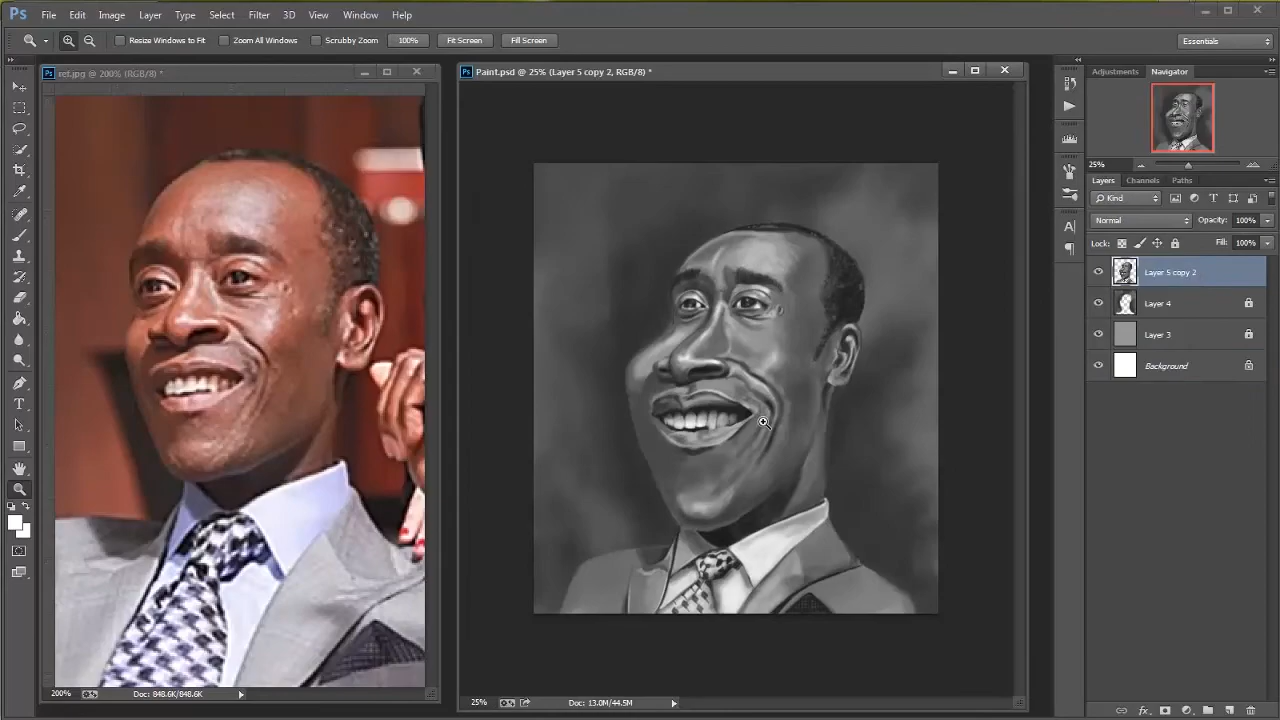 Ps File Edit Image Layer Type Select Filter 3D View Window Help
Resize Windows to Fit Zoom All Windows Scrubby Zoom 100% Fit Screen Fill Screen Essentials
Ps ref.jpg @ 200% (RGB/8) *
Ps Paint.psd @ 25% (Layer 5 copy 2, RGB/8) *
Adjustments Navigator
25%
Layers Channels Paths
Kind
Normal Opacity: 100%
Lock: Fill: 100%
Layer 5 copy 2
Layer 4
Layer 3
Background
200% Doc: 848.6K/848.6K
25% Doc: 13.0M/44.5M